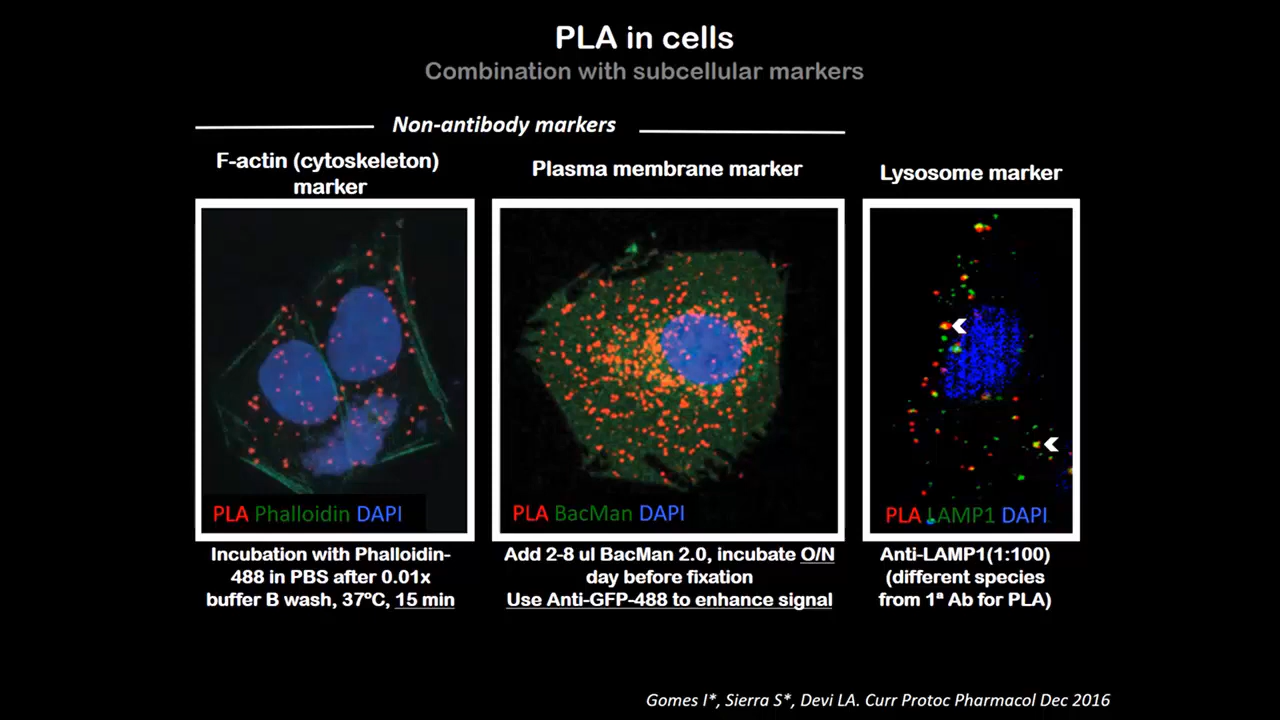 PLA in cells
Combination with subcellular markers
Non-antibody markers
F-actin (cytoskeleton)
marker
Plasma membrane marker
Lysosome marker
PLA Phalloidin DAPI
PLA BacMan DAPI
PLA LAMP1 DAPI
Incubation with Phalloidin-
488 in PBS after 0.01x
buffer B wash, 37ºC, 15 min
Add 2-8 ul BacMan 2.0, incubate O/N
day before fixation
Use Anti-GFP-488 to enhance signal
Anti-LAMP1(1:100)
(different species
from 1ª Ab for PLA)
Gomes I*, Sierra S*, Devi LA. Curr Protoc Pharmacol Dec 2016